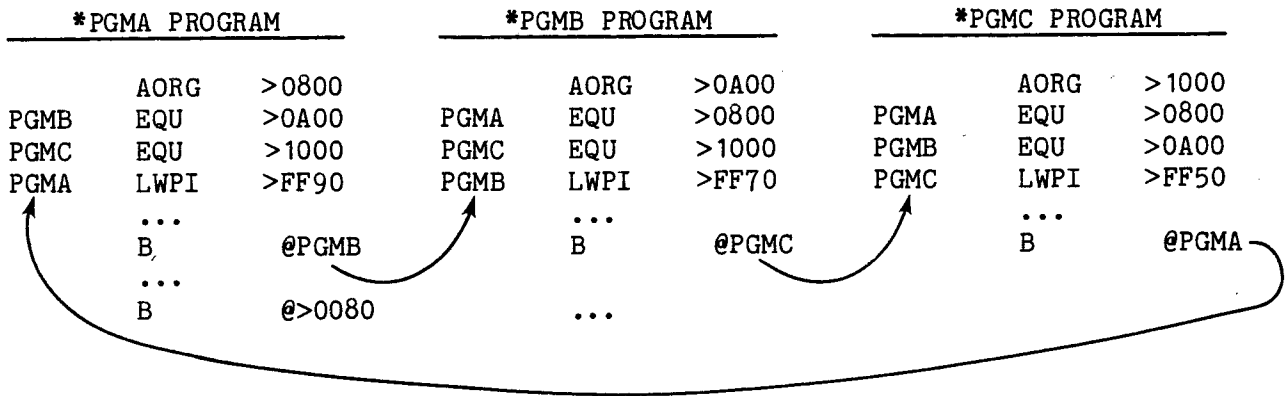 *PGMA PROGRAM
AORG >0800
PGMB EQU >0A00
PGMC EQU >1000
PGMA LWPI >FF90
...
B @PGMB
...
B @>0080
*PGMB PROGRAM
AORG >0A00
PGMA EQU >0800
PGMC EQU >1000
PGMB LWPI >FF70
...
B @PGMC
...
*PGMC PROGRAM
AORG >1000
PGMA EQU >0800
PGMB EQU >0A00
PGMC LWPI >FF50
...
B @PGMA